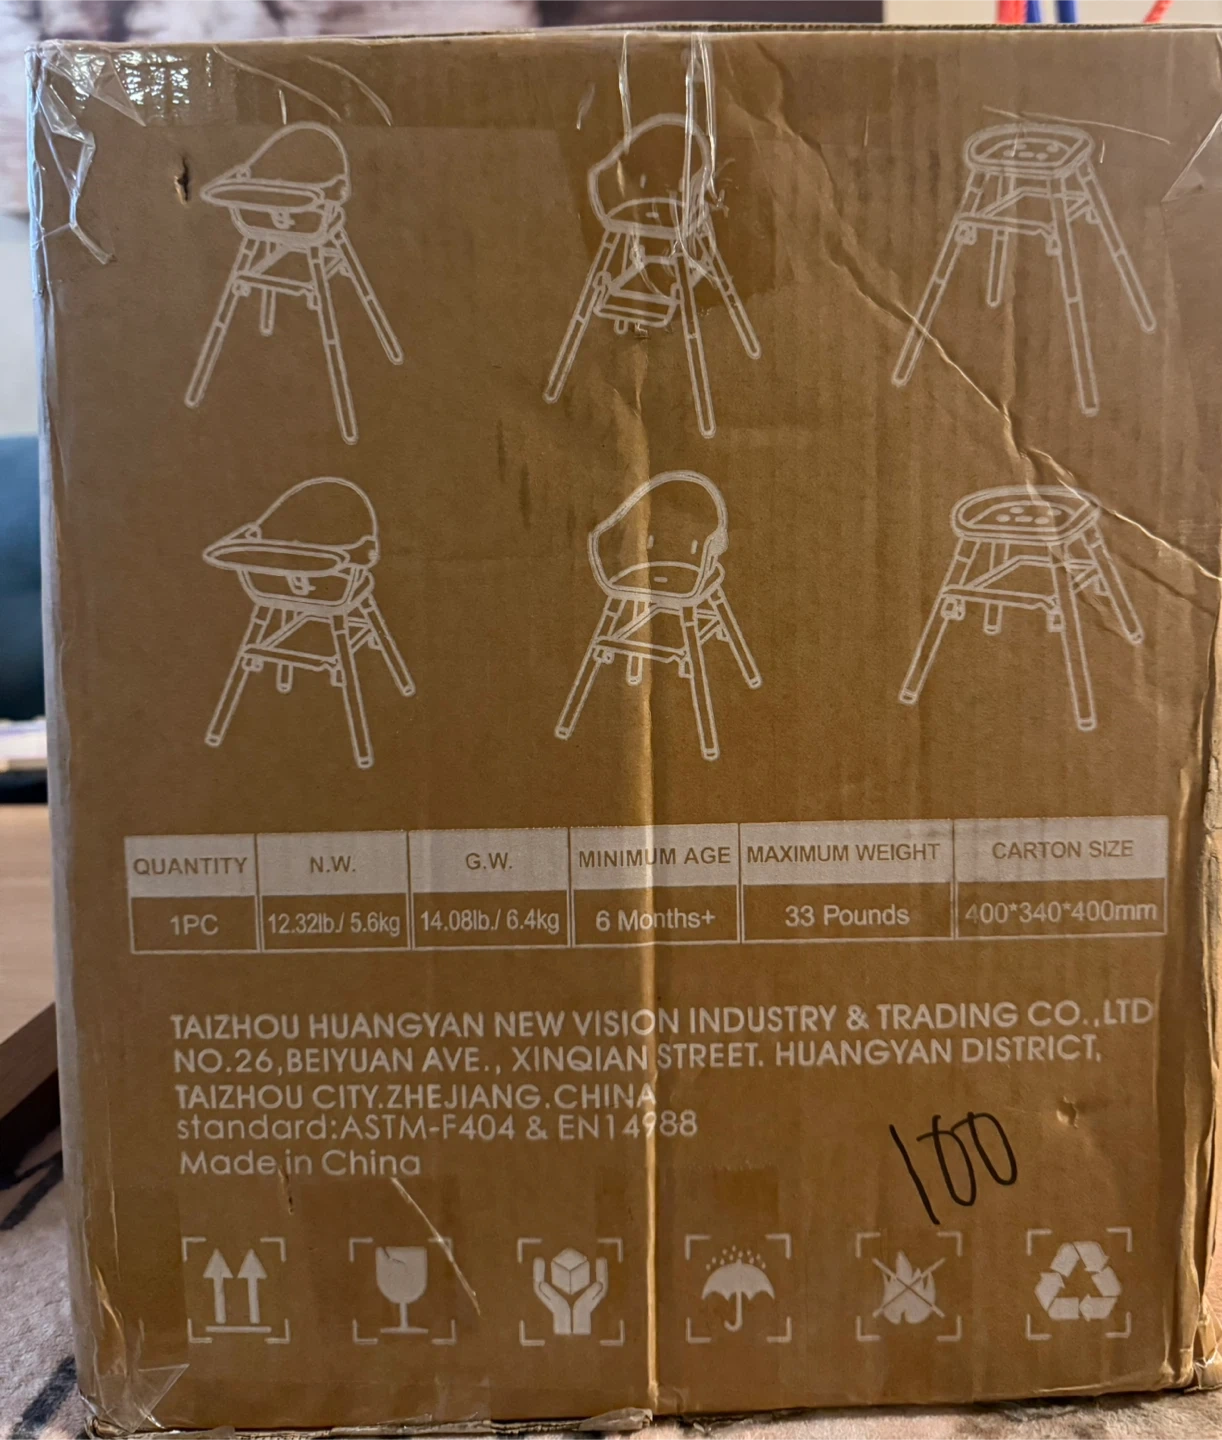 QUANTITY N.W. G.W. MINIMUM AGE MAXIMUM WEIGHT CARTON SIZE
1PC 12.32lb./ 5.6kg 14.08lb./ 6.4kg 6 Months+ 33 Pounds 400*340*400mm
TAIZHOU HUANGYAN NEW VISION INDUSTRY & TRADING CO.,LTD
NO.26,BEIYUAN AVE., XINQIAN STREET. HUANGYAN DISTRICT,
TAIZHOU CITY.ZHEJIANG.CHINA
standard:ASTM-F404 & EN14988
Made in China
100